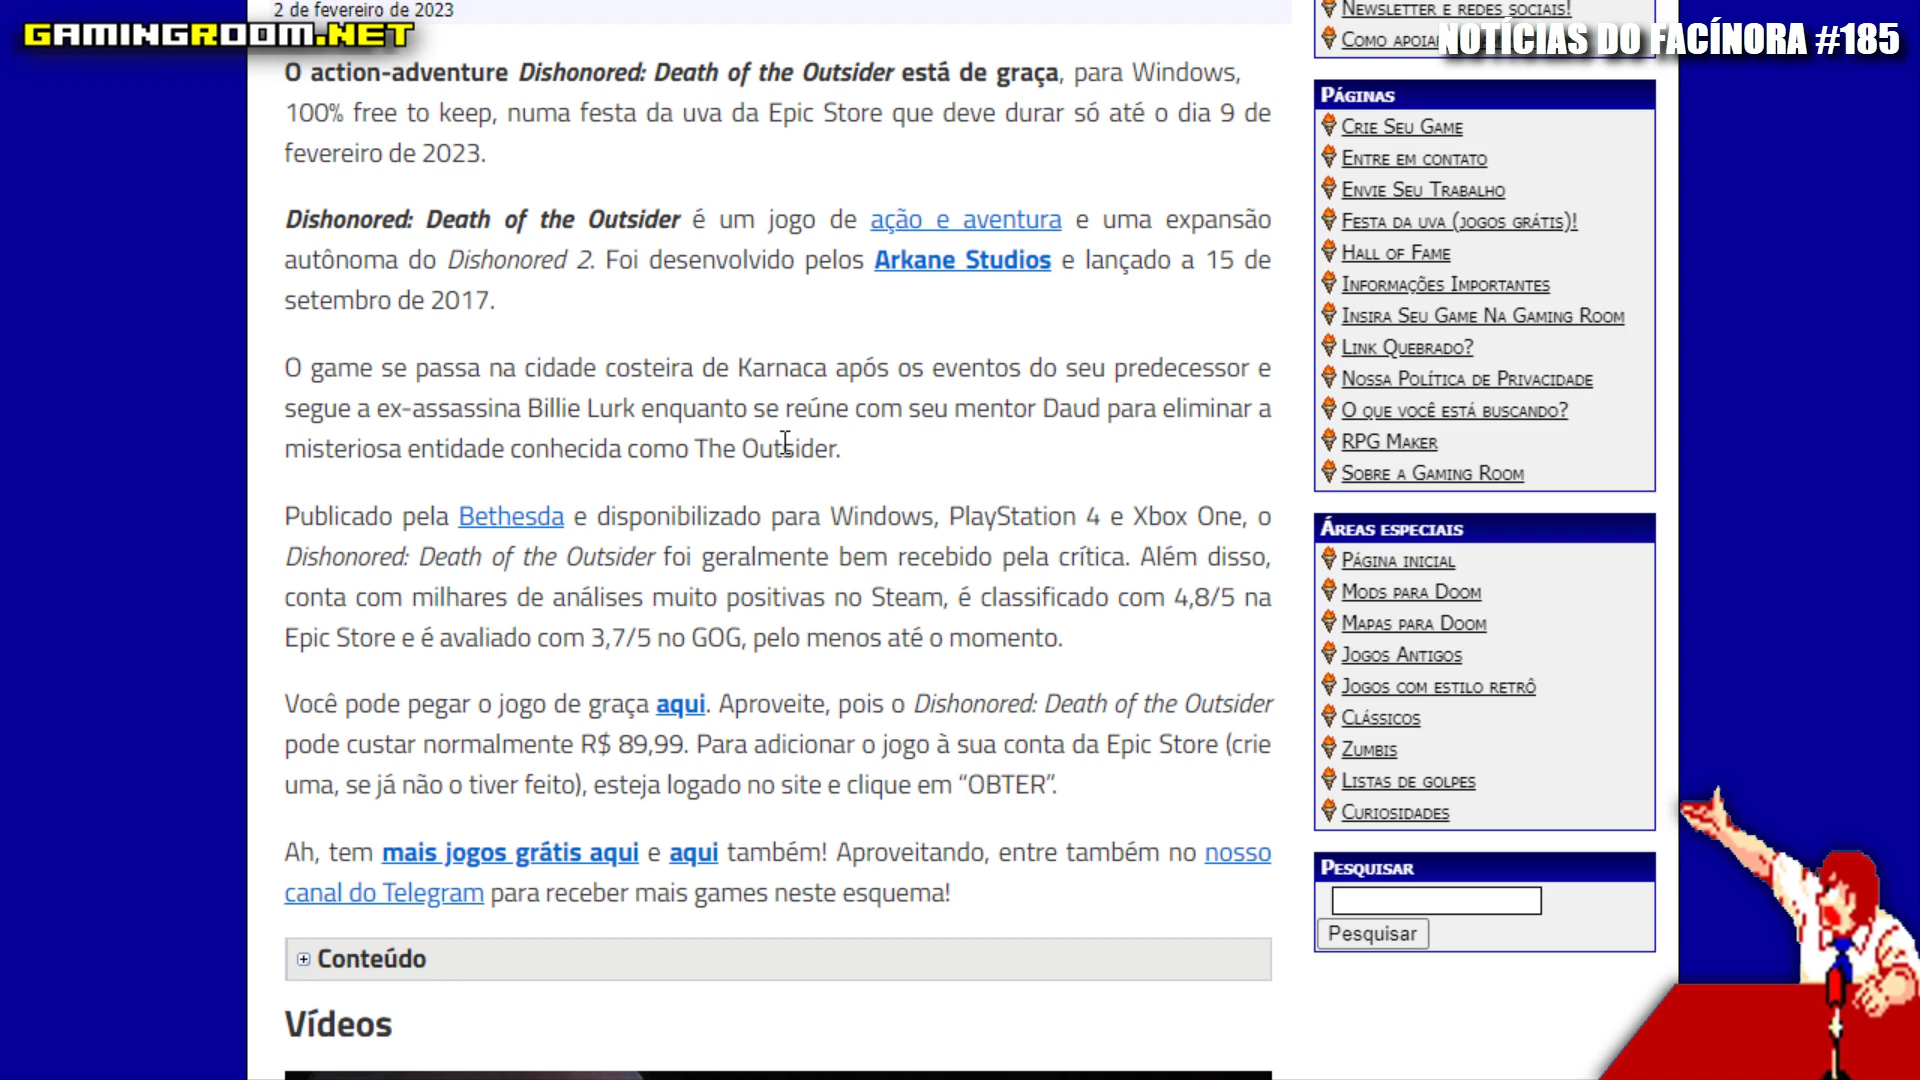 2 de fevereiro de 2023
GAMINGROOM.NET
NOTÍCIAS DO FACÍNORA #185
O action-adventure Dishonored: Death of the Outsider está de graça, para Windows,
100% free to keep, numa festa da uva da Epic Store que deve durar só até o dia 9 de
fevereiro de 2023.
Dishonored: Death of the Outsider é um jogo de ação e aventura e uma expansão
autônoma do Dishonored 2. Foi desenvolvido pelos Arkane Studios e lançado a 15 de
setembro de 2017.
O game se passa na cidade costeira de Karnaca após os eventos do seu predecessor e
segue a ex-assassina Billie Lurk enquanto se reúne com seu mentor Daud para eliminar a
misteriosa entidade conhecida como The Outsider.
Publicado pela Bethesda e disponibilizado para Windows, PlayStation 4 e Xbox One, o
Dishonored: Death of the Outsider foi geralmente bem recebido pela crítica. Além disso,
conta com milhares de análises muito positivas no Steam, é classificado com 4,8/5 na
Epic Store e é avaliado com 3,7/5 no GOG, pelo menos até o momento.
Você pode pegar o jogo de graça aqui. Aproveite, pois o Dishonored: Death of the Outsider
pode custar normalmente R$ 89,99. Para adicionar o jogo à sua conta da Epic Store (crie
uma, se já não o tiver feito), esteja logado no site e clique em “OBTER”.
Ah, tem mais jogos grátis aqui e aqui também! Aproveitando, entre também no nosso
canal do Telegram para receber mais games neste esquema!
Conteúdo
Vídeos
Newsletter e redes sociais!
Como apoiar
Páginas
Crie Seu Game
Entre em contato
Envie Seu Trabalho
Festa da uva (jogos grátis)!
Hall of Fame
Informações Importantes
Insira Seu Game Na Gaming Room
Link Quebrado?
Nossa Política de Privacidade
O que você está buscando?
RPG Maker
Sobre a Gaming Room
Áreas especiais
Página inicial
Mods para Doom
Mapas para Doom
Jogos Antigos
Jogos com estilo retrô
Clássicos
Zumbis
Listas de golpes
Curiosidades
Pesquisar
Pesquisar